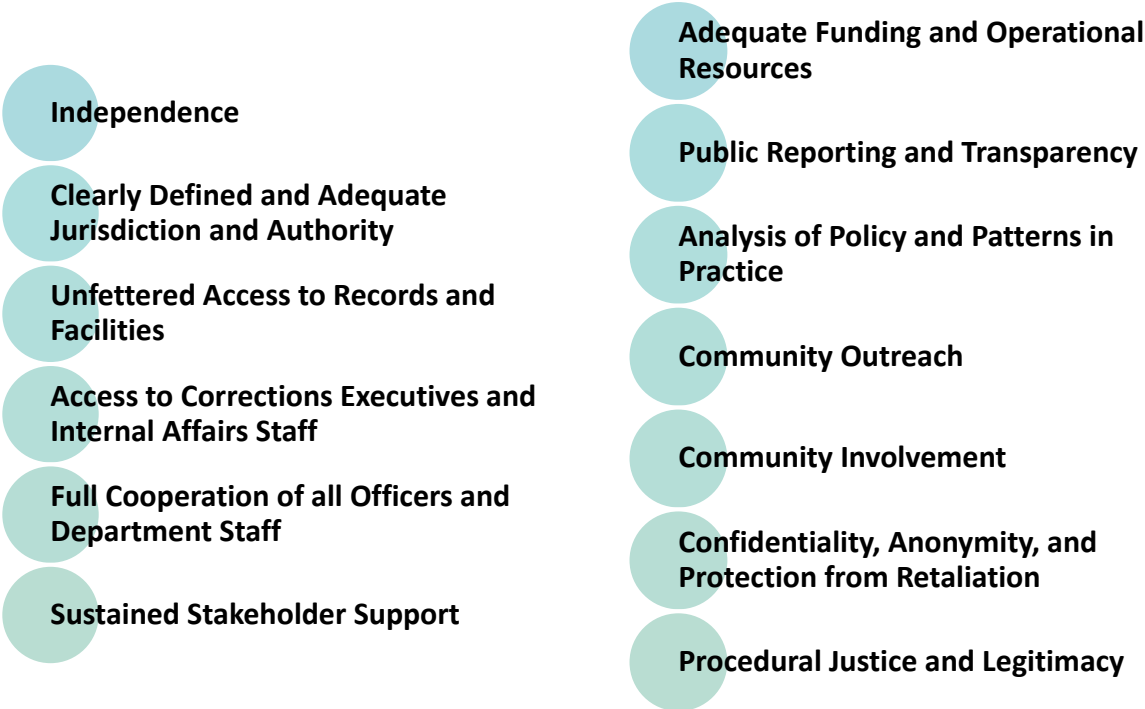 Independence
Clearly Defined and Adequate
Jurisdiction and Authority
Unfettered Access to Records and
Facilities
Access to Corrections Executives and
Internal Affairs Staff
Full Cooperation of all Officers and
Department Staff
Sustained Stakeholder Support
Adequate Funding and Operational
Resources
Public Reporting and Transparency
Analysis of Policy and Patterns in
Practice
Community Outreach
Community Involvement
Confidentiality, Anonymity, and
Protection from Retaliation
Procedural Justice and Legitimacy